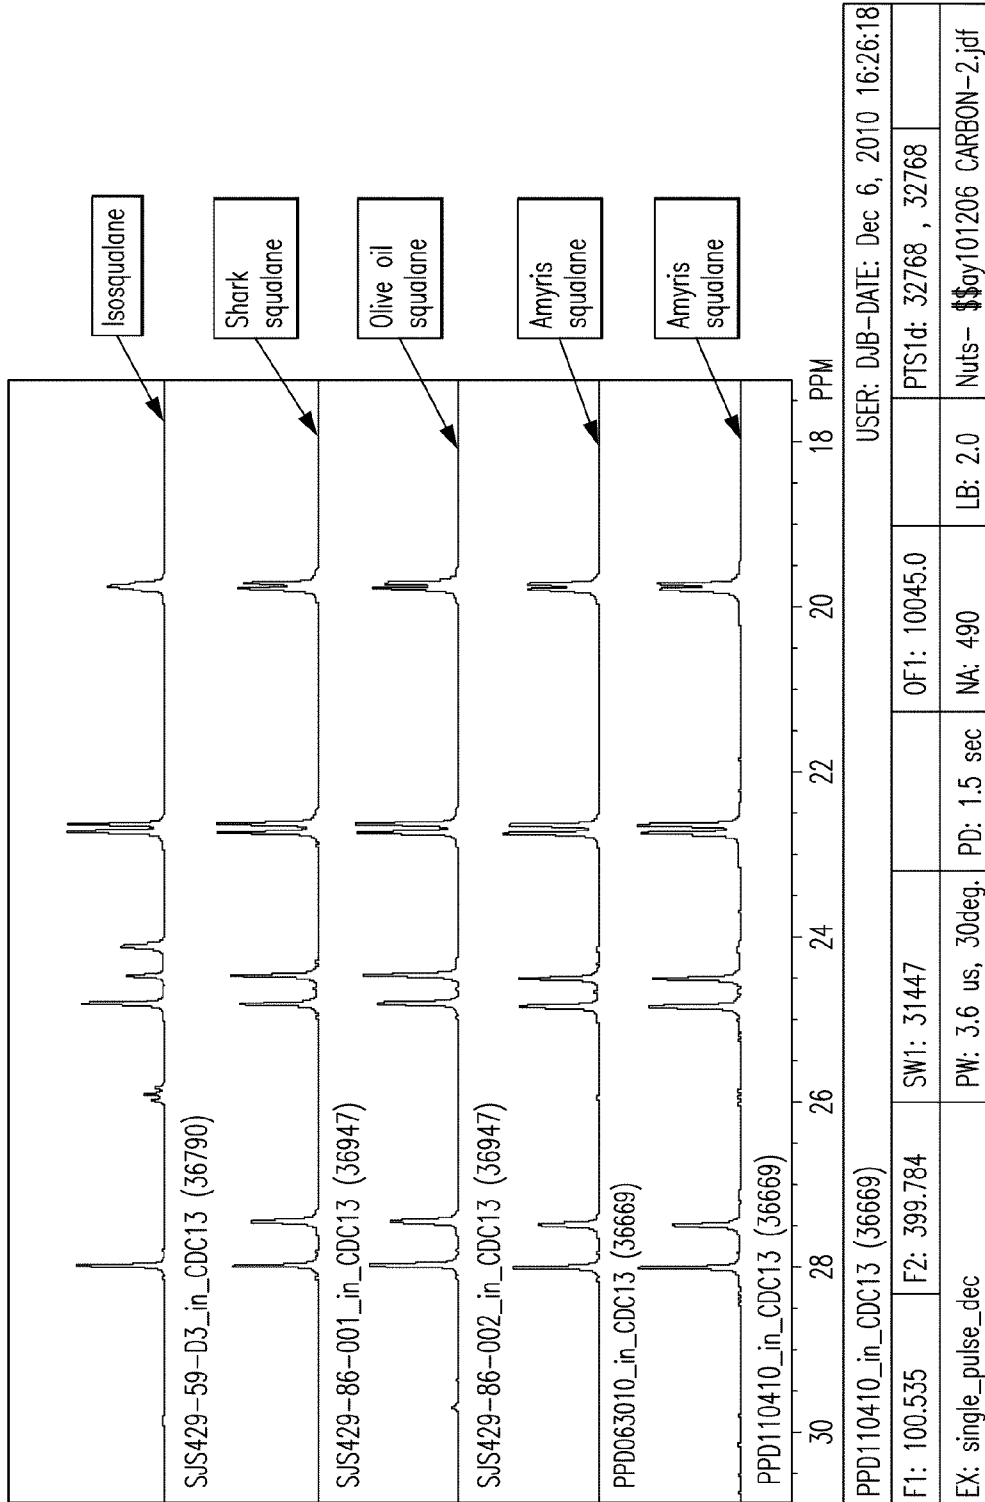 Isosqualane
SJS429-59-D3_in_CDC13 (36790)
Shark
squalane
SJS429-86-001_in_CDC13 (36947)
Olive oil
squalane
SJS429-86-002_in_CDC13 (36947)
Amyris
squalane
PPD063010_in_CDC13 (36669)
Amyris
squalane
PPD110410_in_CDC13 (36669)
30 28 26 24 22 20 18 PPM
PPD110410_in_CDC13 (36669) USER: DJB-DATE: Dec 6, 2010 16:26:18
F1: 100.535 F2: 399.784 SW1: 31447 OF1: 10045.0 PTS1d: 32768 , 32768
EX: single_pulse_dec PW: 3.6 us, 30deg. PD: 1.5 sec NA: 490 LB: 2.0 Nuts- $$ay101206 CARBON-2.jdf